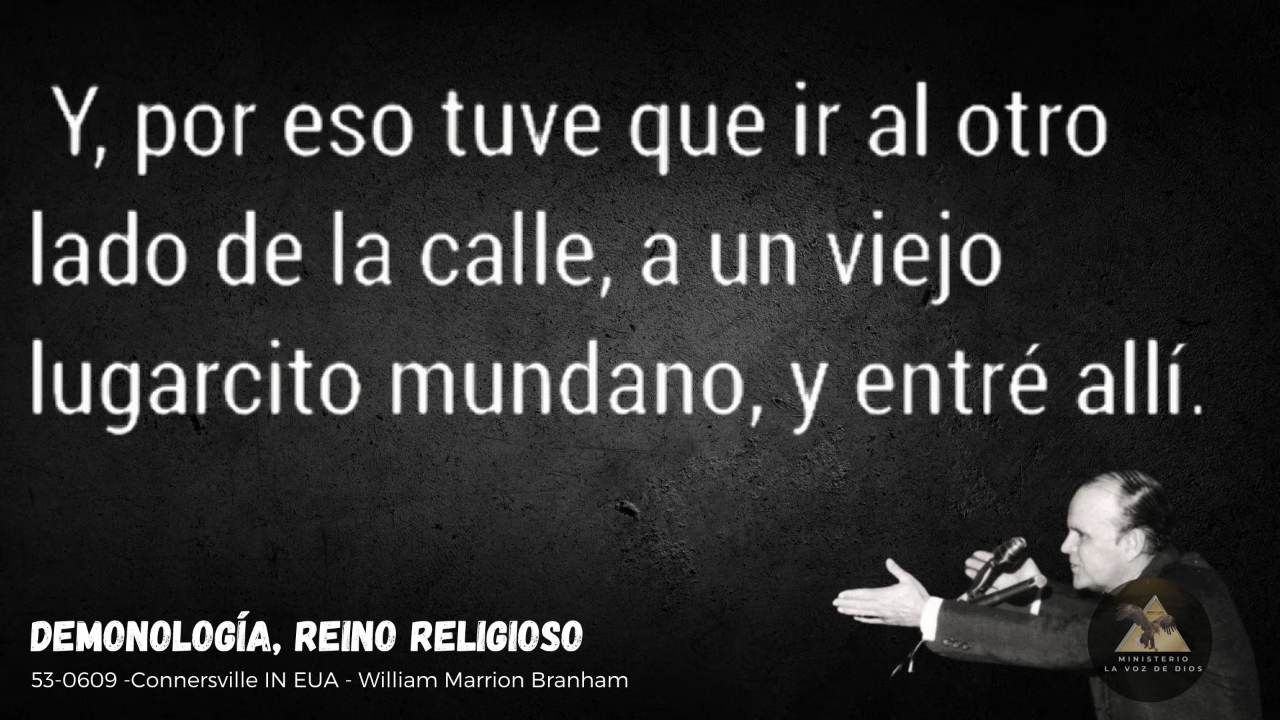 Y, por eso tuve que ir al otro
lado de la calle, a un viejo
lugarcito mundano, y entré allí.
DEMONOLOGÍA, REINO RELIGIOSO
53-0609 -Connersville IN EUA - William Marrion Branham
MINISTERIO
LA VOZ DE DIOS